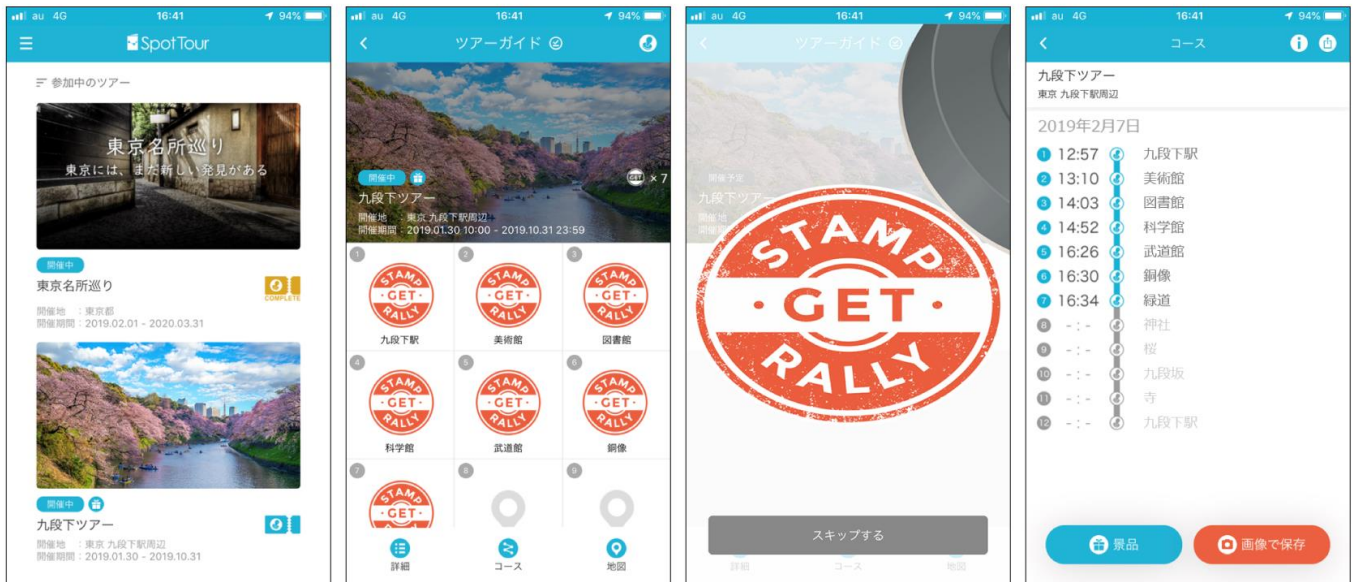 au 4G 16:41 94%
SpotTour
参加中のツアー
東京名所巡り
東京には、まだ新しい発見がある
開催中
東京名所巡り
COMPLETE
開催地 ：東京都
開催期間：2019.02.01 - 2020.03.31
開催中
九段下ツアー
開催地 ：東京 九段下駅周辺
開催期間：2019.01.30 - 2019.10.31
au 4G 16:41 94%
ツアーガイド
開催中
GET × 7
九段下ツアー
開催地 ：東京 九段下駅周辺
開催期間：2019.01.30 10:00 - 2019.10.31 23:59
1 2 3
STAMP STAMP STAMP
・GET・ ・GET・ ・GET・
RALLY RALLY RALLY
九段下駅 美術館 図書館
4 5 6
STAMP STAMP STAMP
・GET・ ・GET・ ・GET・
RALLY RALLY RALLY
科学館 武道館 銅像
7 8 9
STAMP
・GET・
RALLY
詳細 コース 地図
au 4G 16:41 94%
ツアーガイド
開催予定
九段下ツアー
開催地
開催期間
STAMP
・GET・
RALLY
スキップする
詳細 コース 地図
au 4G 16:41 94%
コース
九段下ツアー
東京 九段下駅周辺
2019年2月7日
1 12:57 九段下駅
2 13:10 美術館
3 14:03 図書館
4 14:52 科学館
5 16:26 武道館
6 16:30 銅像
7 16:34 緑道
8 -:- 神社
9 -:- 桜
10 -:- 九段坂
11 -:- 寺
12 -:- 九段下駅
景品 画像で保存